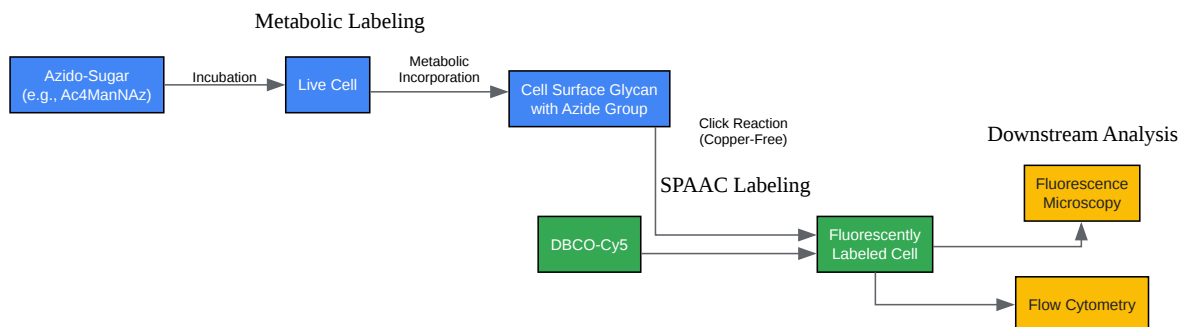 Metabolic Labeling
Azido-Sugar
(e.g., Ac4ManNAz)
Incubation
Live Cell
Metabolic
Incorporation
Cell Surface Glycan
with Azide Group
Click Reaction
(Copper-Free)
SPAAC Labeling
DBCO-Cy5
Fluorescently
Labeled Cell
Downstream Analysis
Fluorescence
Microscopy
Flow Cytometry